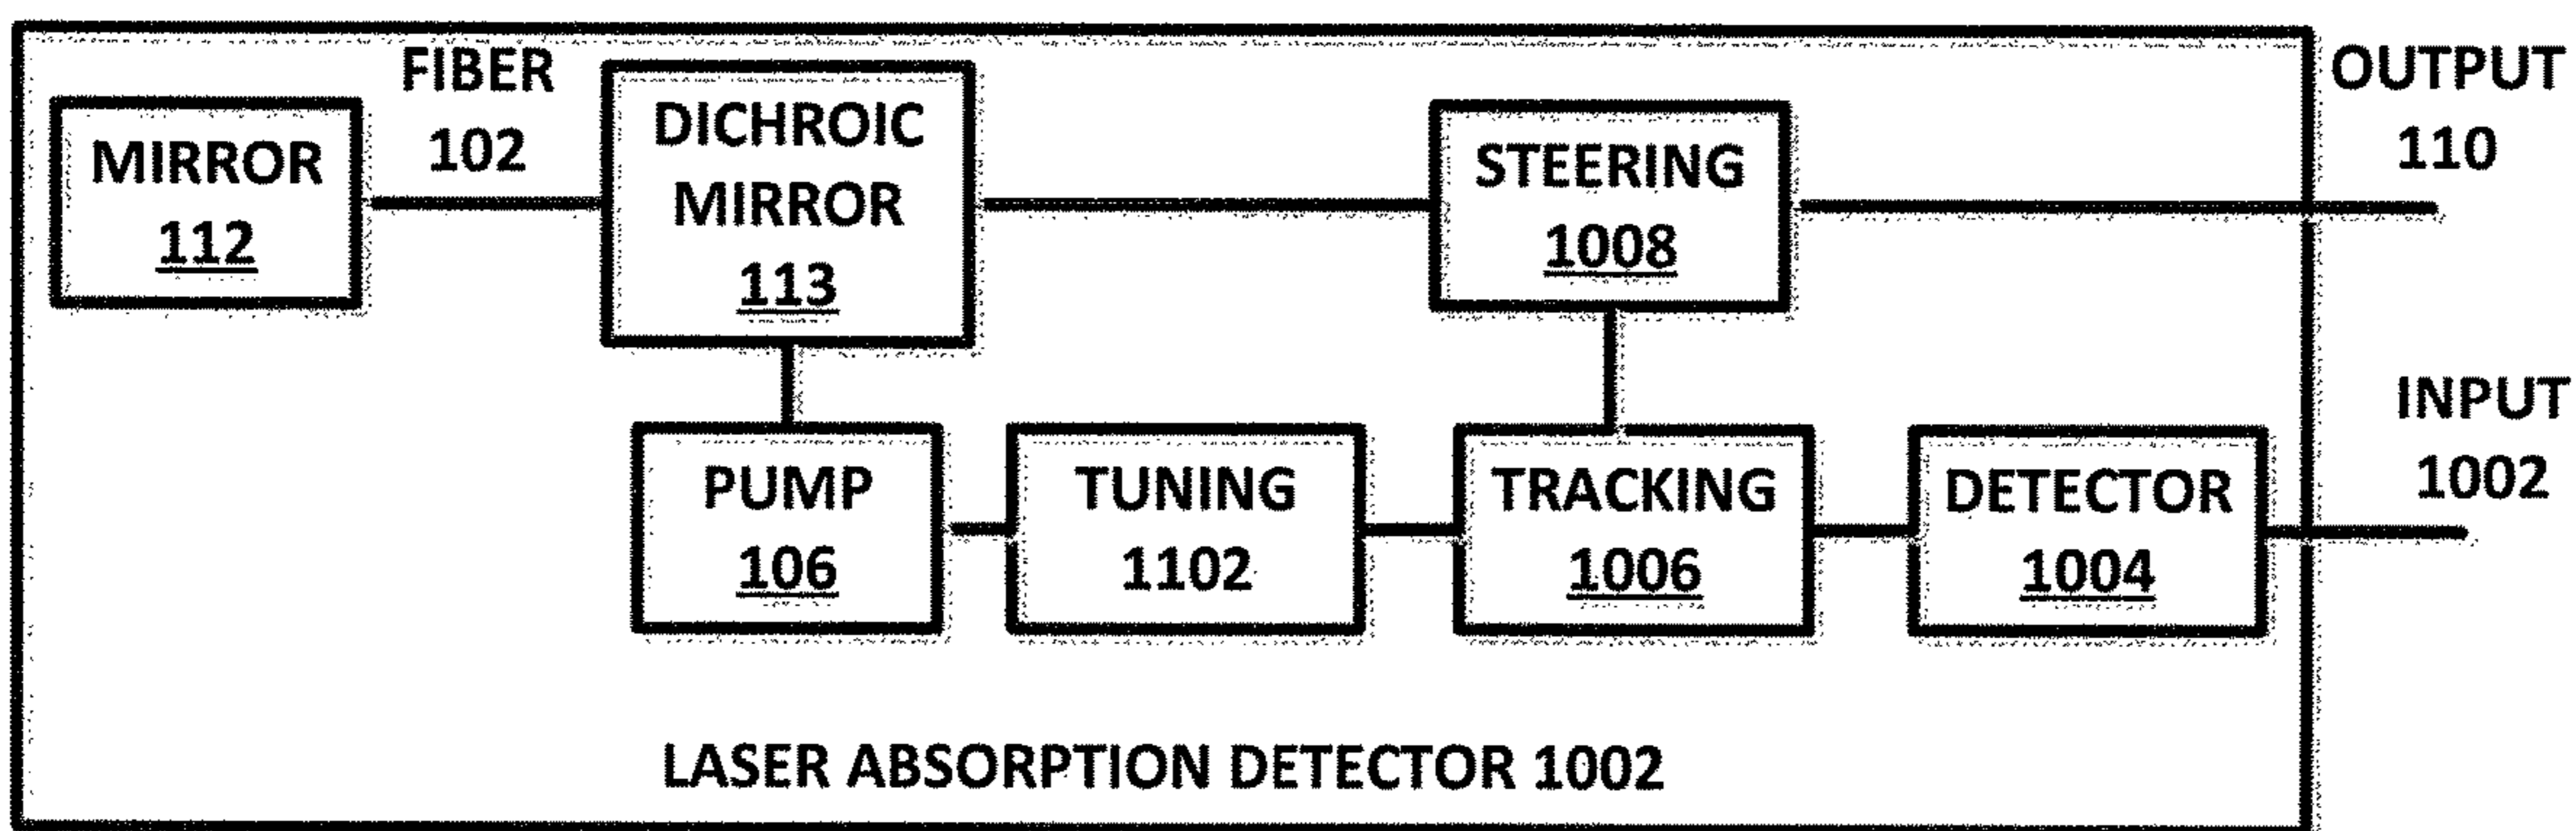 FIBER
102
MIRROR
112
DICHROIC
MIRROR
113
STEERING
1008
OUTPUT
110
PUMP
106
TUNING
1102
TRACKING
1006
DETECTOR
1004
INPUT
1002
LASER ABSORPTION DETECTOR 1002